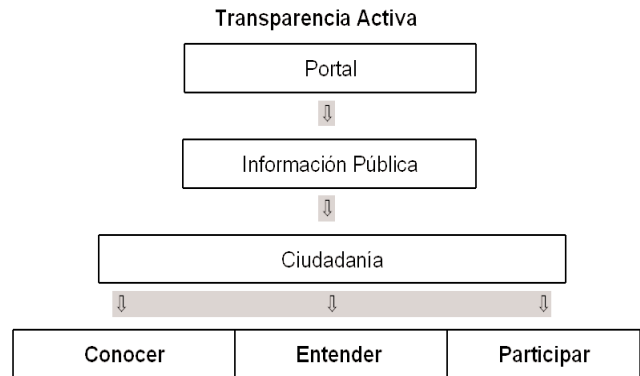 Transparencia Activa
Portal
⇩
Información Pública
⇩
Ciudadanía
⇩ ⇩ ⇩
Conocer Entender Participar